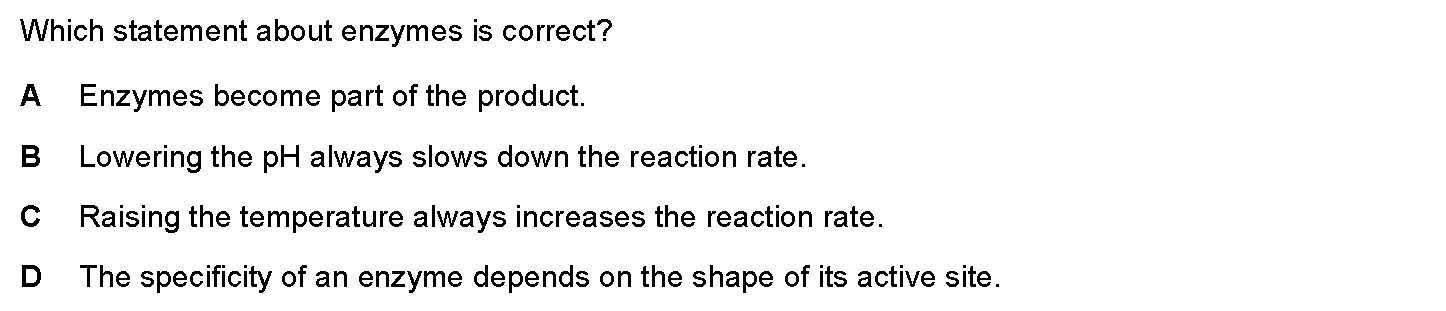 Which statement about enzymes is correct?
A Enzymes become part of the product.
B Lowering the pH always slows down the reaction rate.
C Raising the temperature always increases the reaction rate.
D The specificity of an enzyme depends on the shape of its active site.